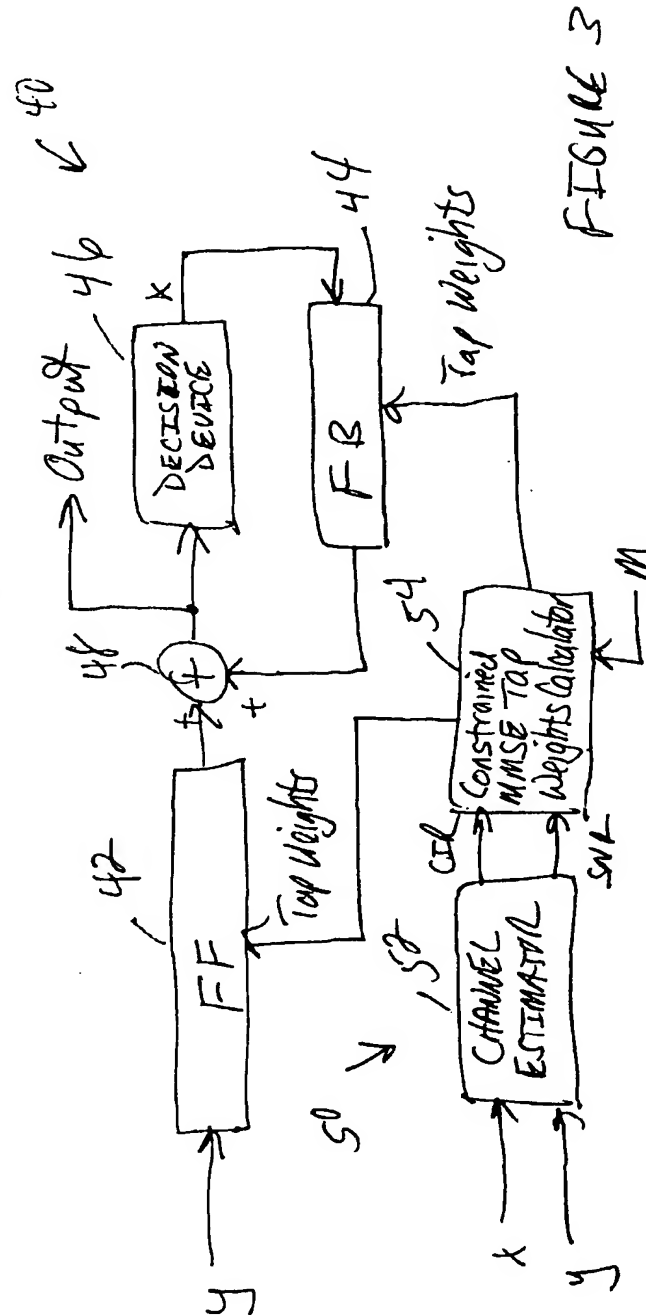 40
Output
46
48
+
+
+
DECISION
DEVICE
x
42
FF
Tap Weights
FB
44
Tap Weights
50
54
Constrained
MMSE Tap
Weights Calculator
CIR
SNR
M
52
CHANNEL
ESTIMATOR
x
y
y
FIGURE 3